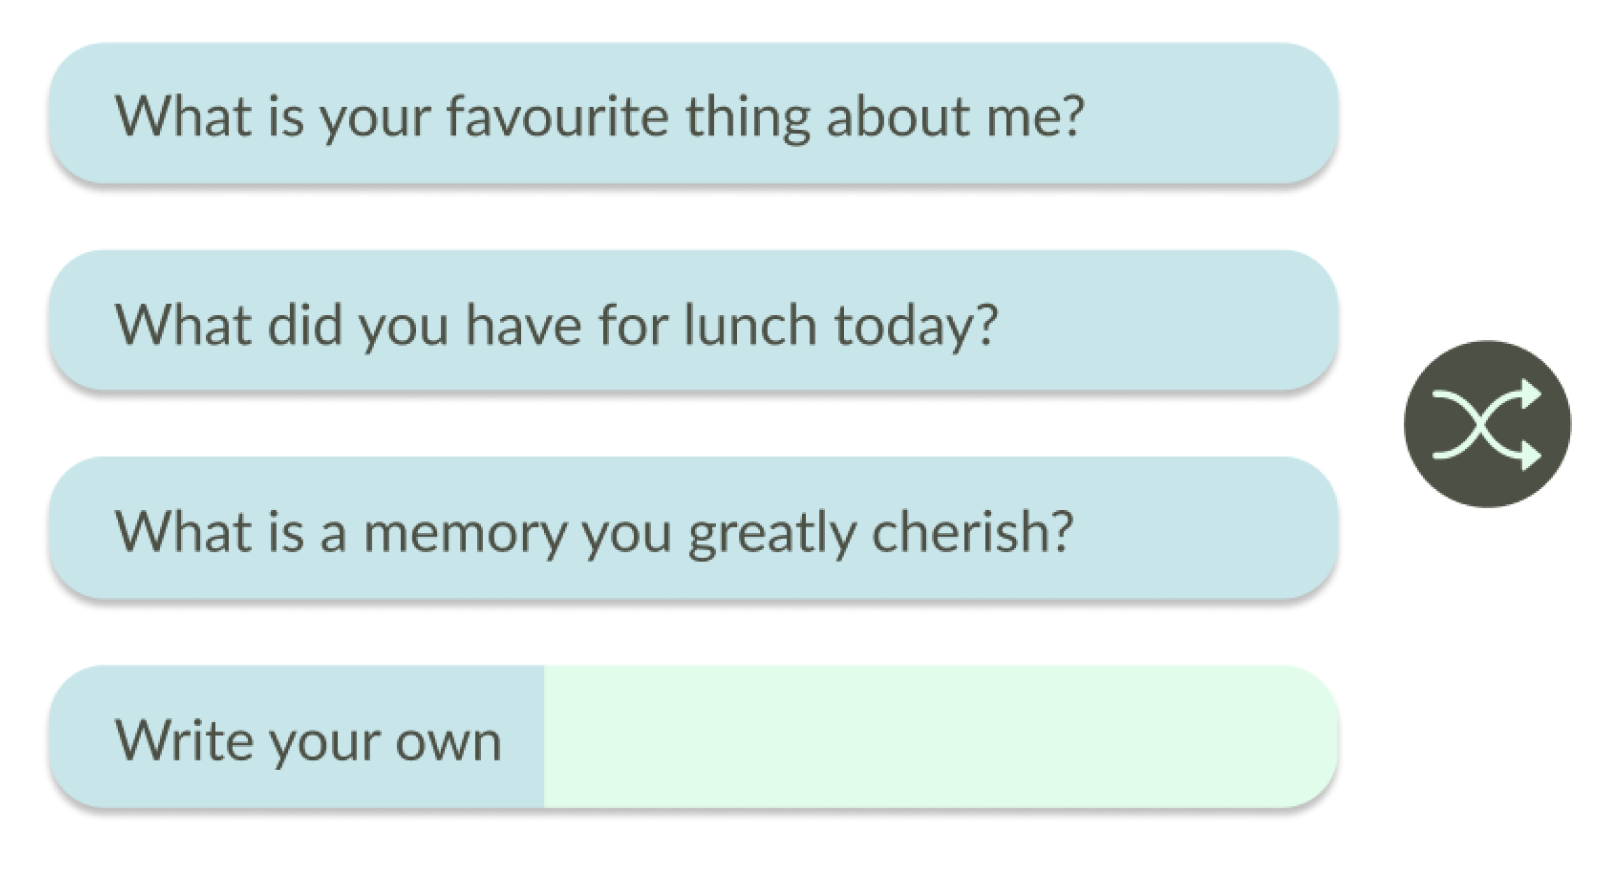 What is your favourite thing about me?
What did you have for lunch today?
What is a memory you greatly cherish?
Write your own